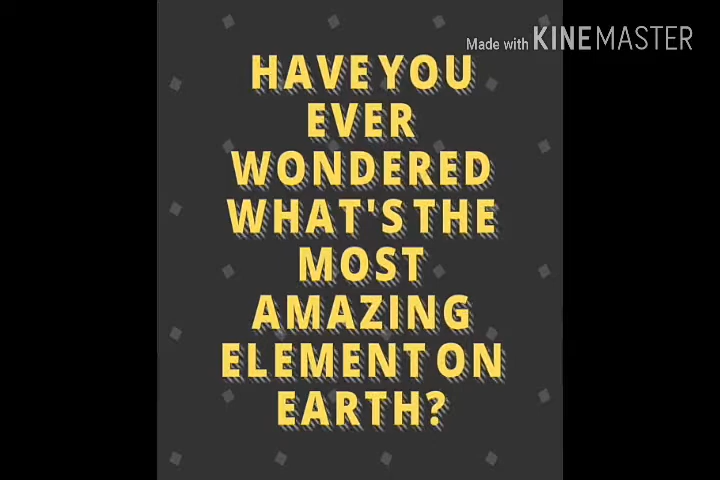 Made with KINEMASTER
HAVE YOU
EVER
WONDERED
WHAT'S THE
MOST
AMAZING
ELEMENT ON
EARTH?